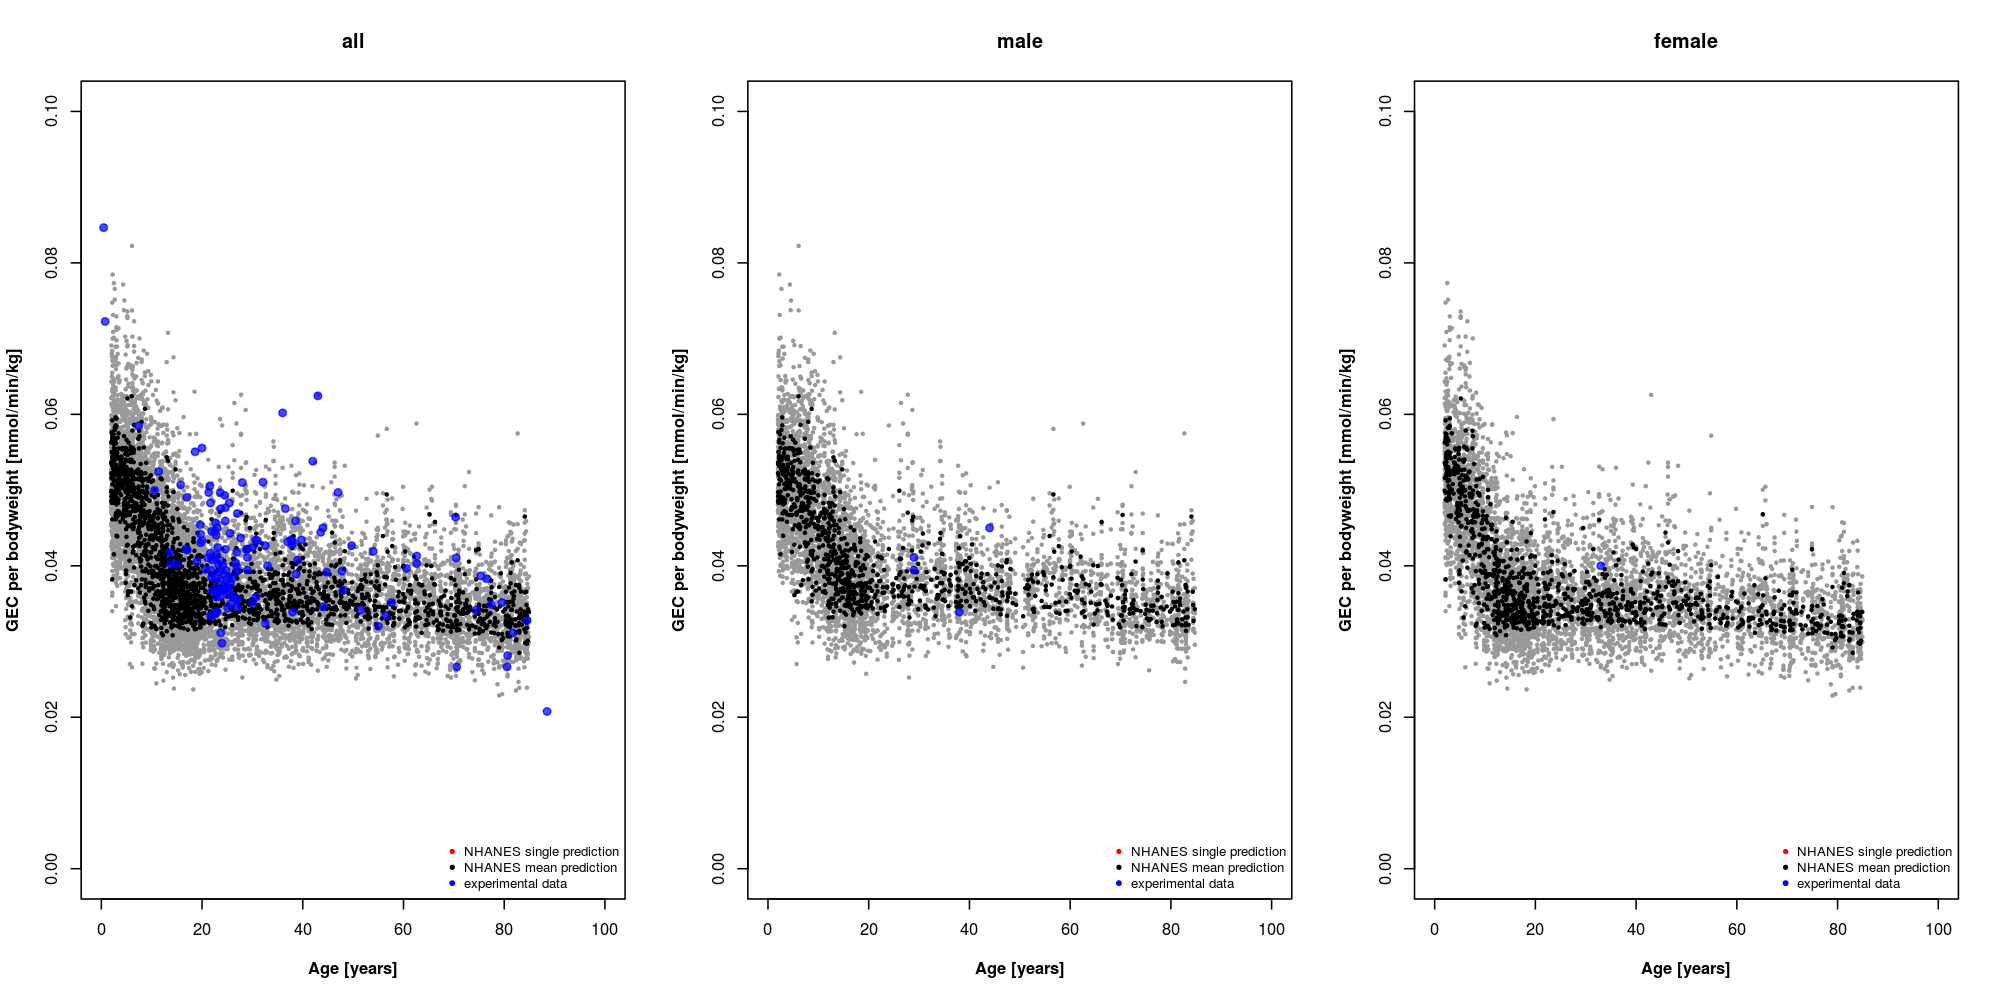 all
GEC per bodyweight [mmol/min/kg]
0.10
0.08
0.06
0.04
0.02
0.00
NHANES single prediction
NHANES mean prediction
experimental data
0 20 40 60 80 100
Age [years]
male
GEC per bodyweight [mmol/min/kg]
0.10
0.08
0.06
0.04
0.02
0.00
NHANES single prediction
NHANES mean prediction
experimental data
0 20 40 60 80 100
Age [years]
female
GEC per bodyweight [mmol/min/kg]
0.10
0.08
0.06
0.04
0.02
0.00
NHANES single prediction
NHANES mean prediction
experimental data
0 20 40 60 80 100
Age [years]